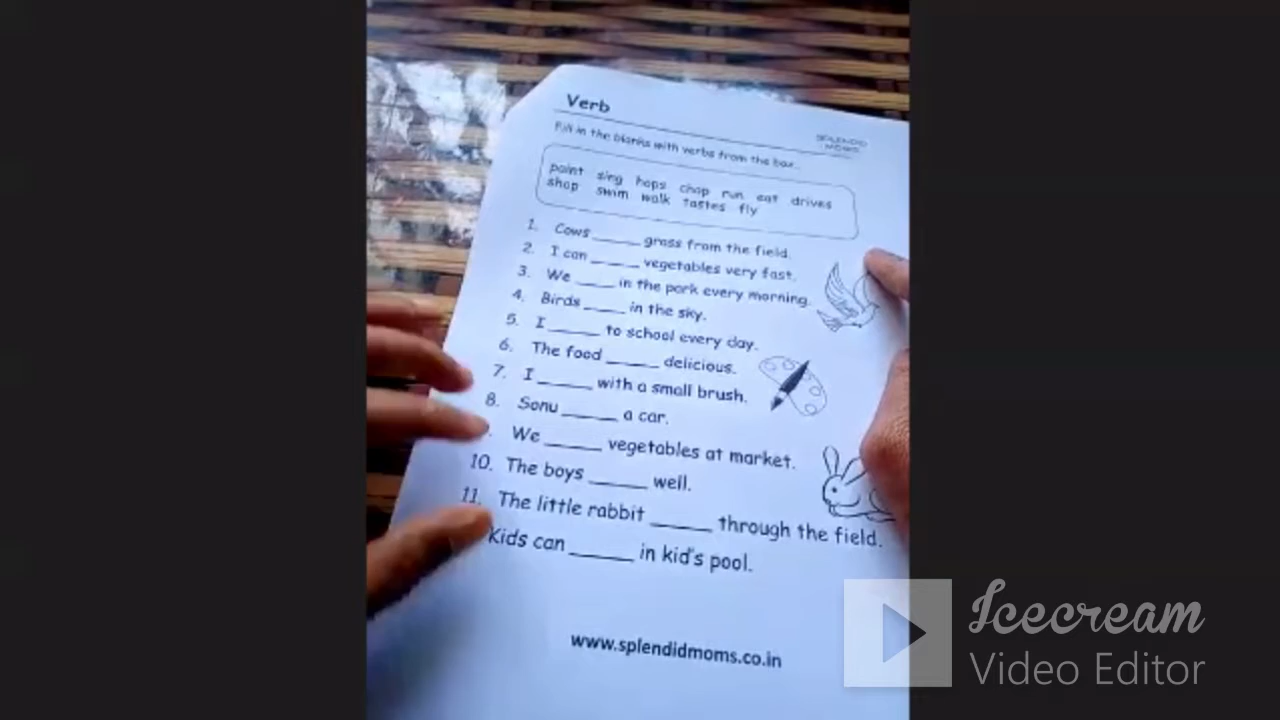 Verb
SPLENDID
MOMS
Fill in the blanks with verbs from the box.
paint sing hops chop run eat drives
shop swim walk tastes fly
1. Cows _____ grass from the field.
2. I can _____ vegetables very fast.
3. We _____ in the park every morning.
4. Birds _____ in the sky.
5. I _____ to school every day.
6. The food _____ delicious.
7. I _____ with a small brush.
8. Sonu _____ a car.
. We _____ vegetables at market.
10. The boys _____ well.
11. The little rabbit _____ through the field.
Kids can _____ in kid's pool.
www.splendidmoms.co.in
Icecream
Video Editor